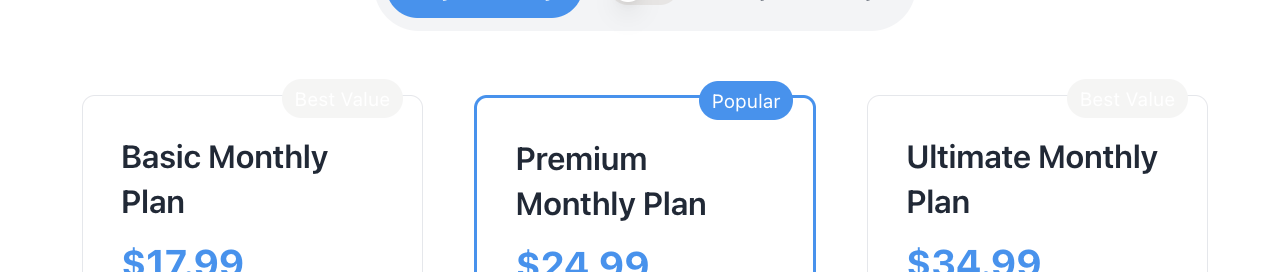 Best Value
Popular
Best Value
Basic Monthly
Plan
$17.99
Premium
Monthly Plan
$24.99
Ultimate Monthly
Plan
$34.99